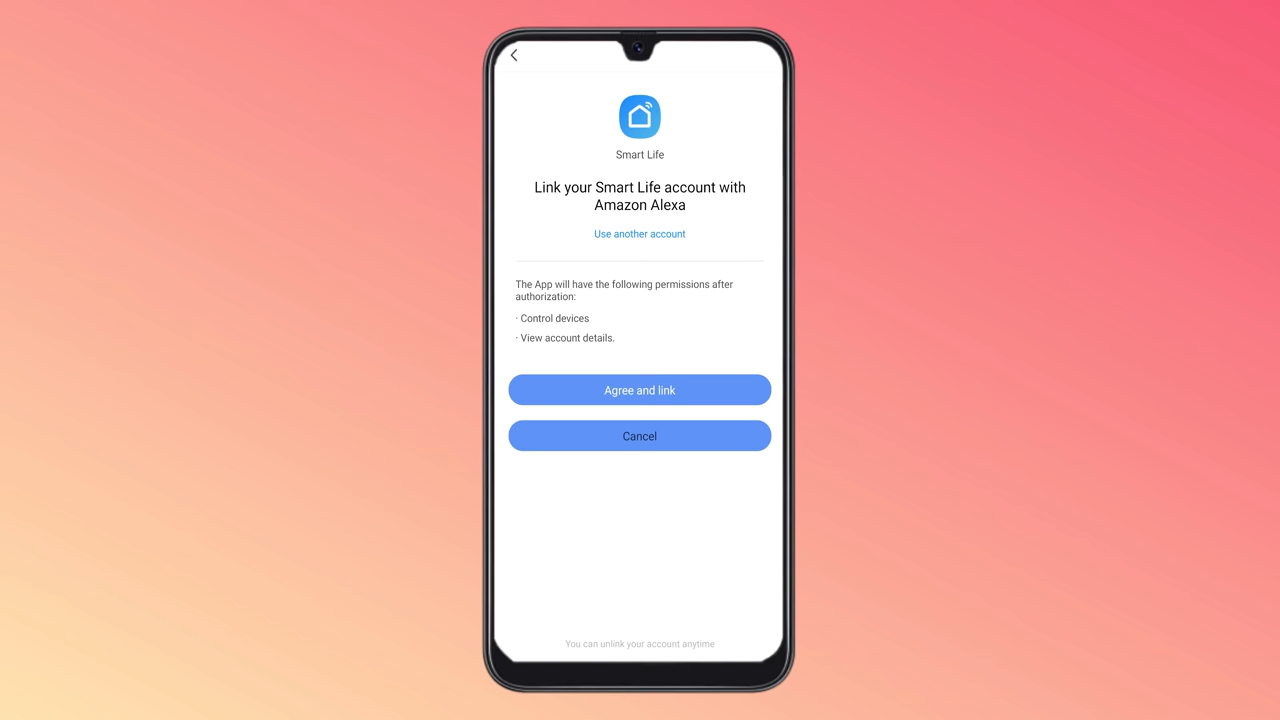 Smart Life
Link your Smart Life account with
Amazon Alexa
Use another account
The App will have the following permissions after
authorization:
· Control devices
· View account details.
Agree and link
Cancel
You can unlink your account anytime